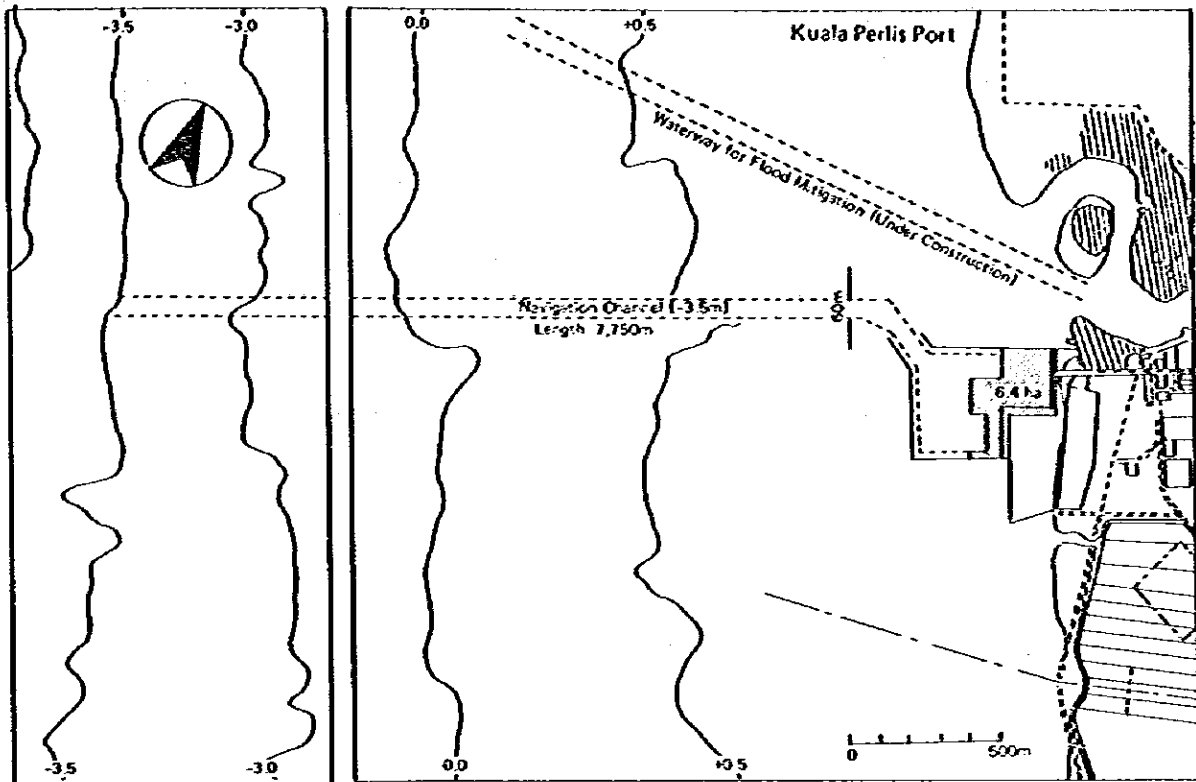 -3.5
-3.0
0.0
+0.5
Kuala Perlis Port
Waterway for Flood Mitigation (Under Construction)
Navigation Channel (-3.5m)
Length 7,750m
60m
6.4 ha
0
500m
-3.5
-3.0
0.0
+0.5